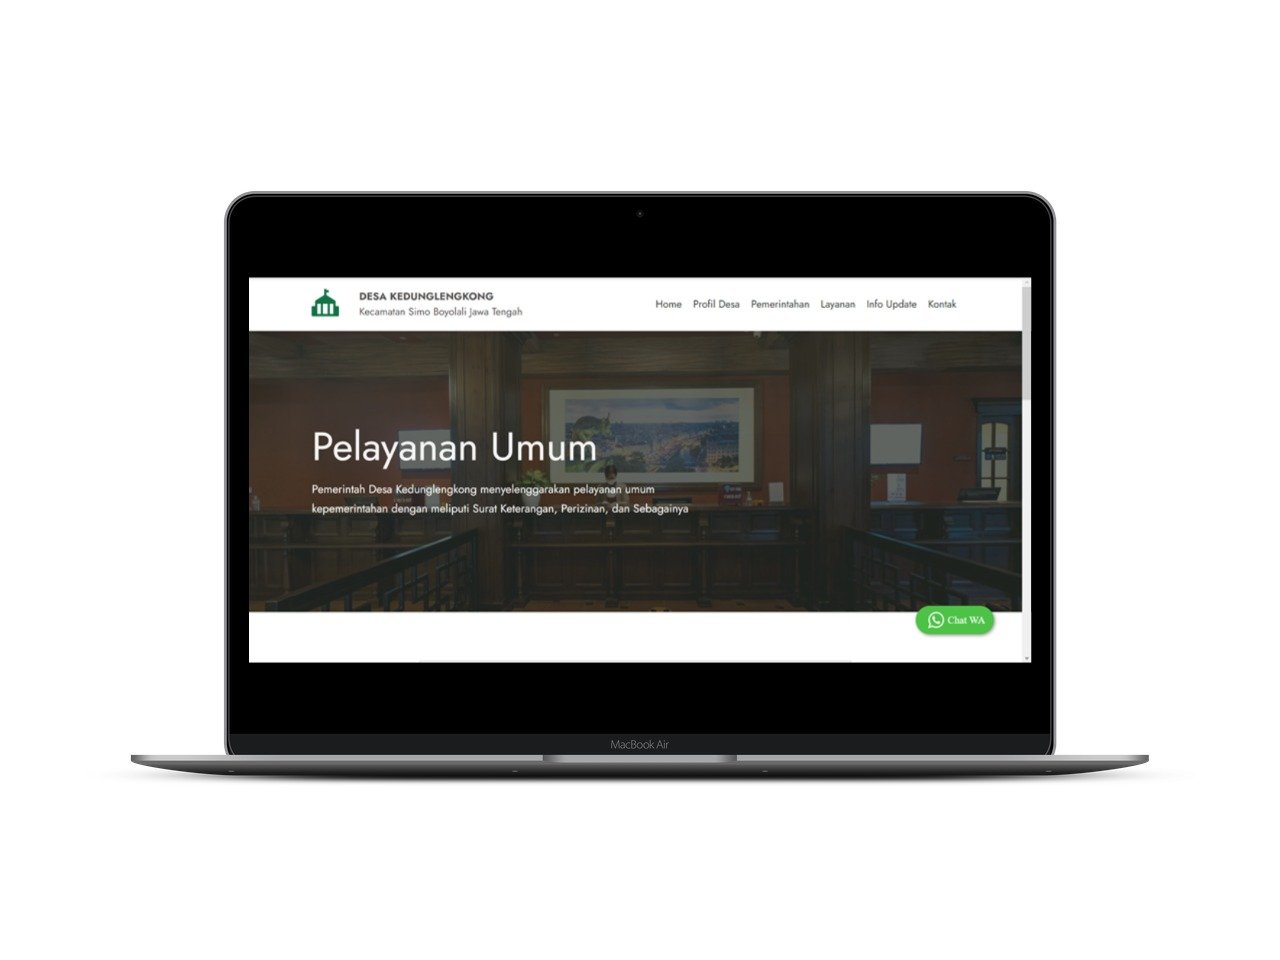 DESA KEDUNGLENGKONG
Kecamatan Simo Boyolali Jawa Tengah
Home Profil Desa Pemerintahan Layanan Info Update Kontak
Pelayanan Umum
Pemerintah Desa Kedunglengkong menyelenggarakan pelayanan umum
kepemerintahan dengan meliputi Surat Keterangan, Perizinan, dan Sebagainya
Chat WA
MacBook Air